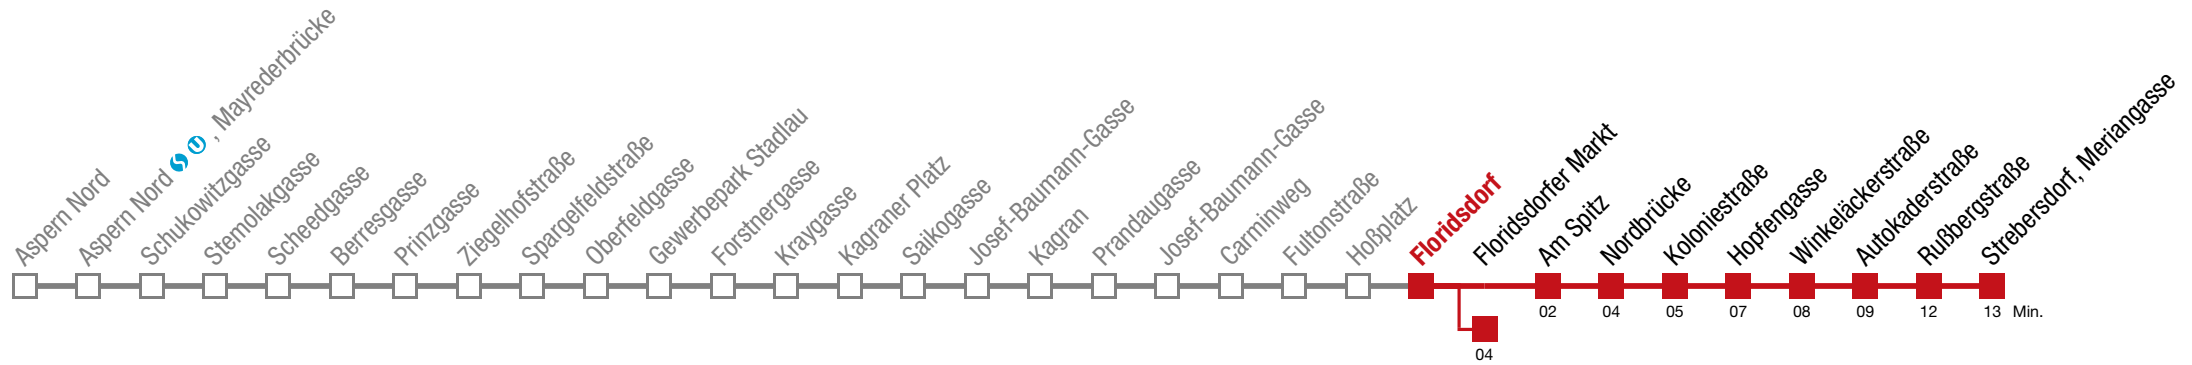 Aspern Nord
Aspern Nord S U , Mayrederbrücke
Schukowitzgasse
Stemolakgasse
Scheedgasse
Berresgasse
Prinzgasse
Ziegelhofstraße
Spargelfeldstraße
Oberfeldgasse
Gewerbepark Stadlau
Forstnergasse
Kraygasse
Kagraner Platz
Saikogasse
Josef-Baumann-Gasse
Kagran
Prandaugasse
Josef-Baumann-Gasse
Carminweg
Fultonstraße
Hoßplatz
Floridsdorf
Floridsdorfer Markt
Am Spitz
Nordbrücke
Koloniestraße
Hopfengasse
Winkeläckerstraße
Autokaderstraße
Rußbergstraße
Strebersdorf, Meriangasse
02 04 05 07 08 09 12 13 Min.
04